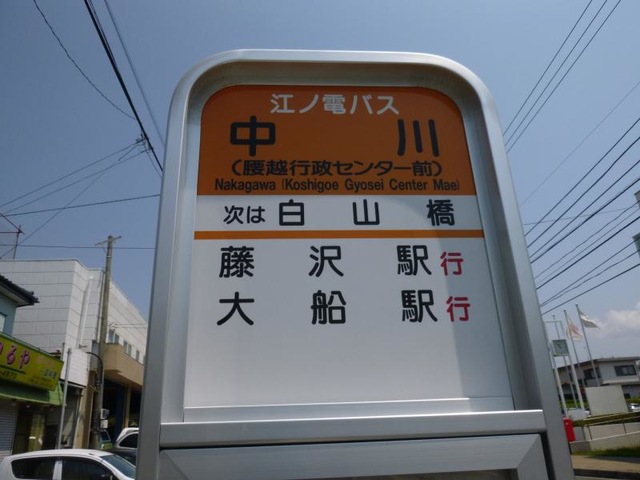 江ノ電バス
中川
（腰越行政センター前）
Nakagawa (Koshigoe Gyosei Center Mae)
次は 白山橋
藤沢駅行
大船駅行